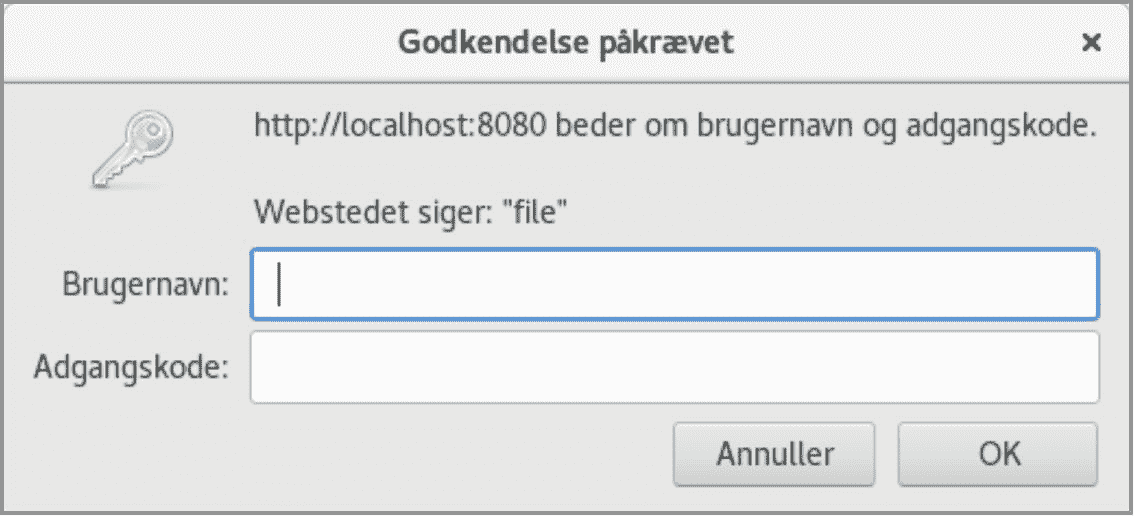 Godkendelse påkrævet
http://localhost:8080 beder om brugernavn og adgangskode.
Webstedet siger: "file"
Brugernavn:
Adgangskode:
Annuller
OK